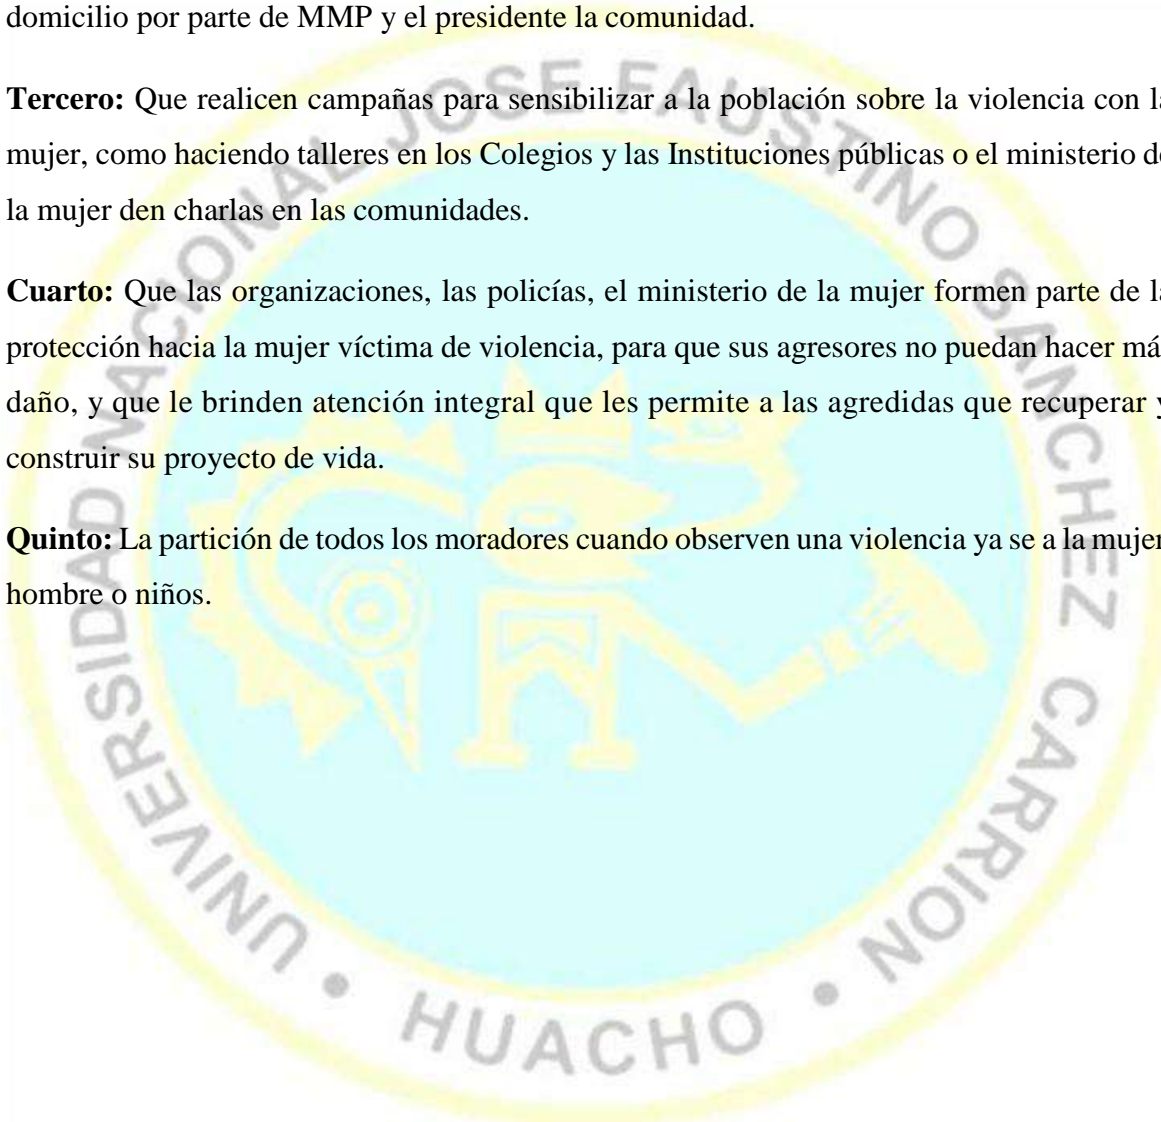 domicilio por parte de MMP y el presidente la comunidad.
Tercero: Que realicen campañas para sensibilizar a la población sobre la violencia con l
mujer, como haciendo talleres en los Colegios y las Instituciones públicas o el ministerio d
la mujer den charlas en las comunidades.
Cuarto: Que las organizaciones, las policías, el ministerio de la mujer formen parte de l
protección hacia la mujer víctima de violencia, para que sus agresores no puedan hacer má
daño, y que le brinden atención integral que les permite a las agredidas que recuperar y
construir su proyecto de vida.
Quinto: La partición de todos los moradores cuando observen una violencia ya se a la mujer
hombre o niños.
UNIVERSIDAD NACIONAL JOSE FAUSTINO SANCHEZ CARRION
• HUACHO •